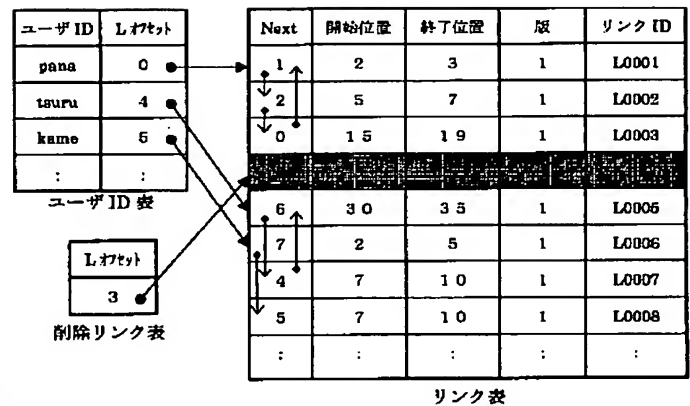 ユーザID Lオフセット
pana 0
tsuru 4
kame 5
: :
ユーザID表
Lオフセット
3
削除リンク表
Next 開始位置 終了位置 版 リンクID
1 2 3 1 L0001
2 5 7 1 L0002
0 15 19 1 L0003
6 30 35 1 L0005
7 2 5 1 L0006
4 7 10 1 L0007
5 7 10 1 L0008
: : : : :
リンク表